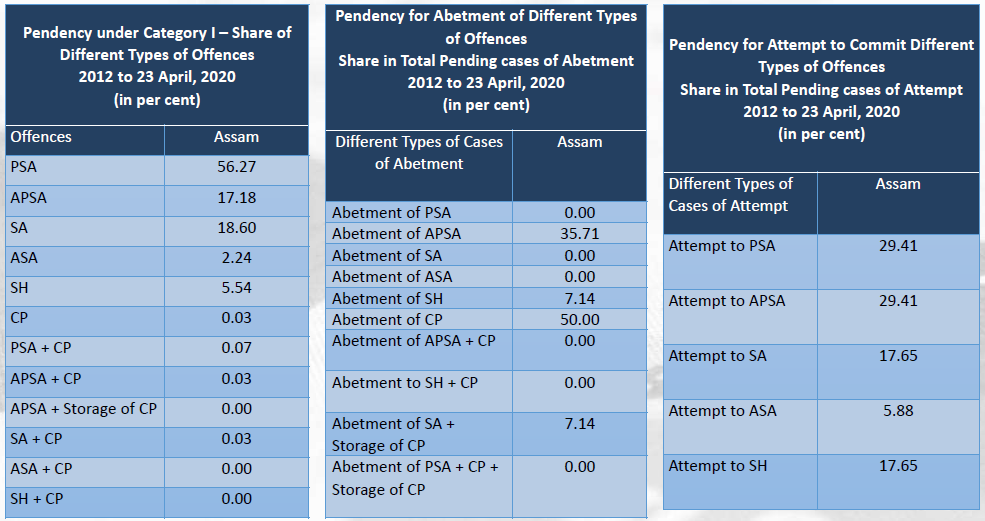 Pendency under Category I – Share of
Different Types of Offences
2012 to 23 April, 2020
(in per cent)
Offences Assam
PSA 56.27
APSA 17.18
SA 18.60
ASA 2.24
SH 5.54
CP 0.03
PSA + CP 0.07
APSA + CP 0.03
APSA + Storage of CP 0.00
SA + CP 0.03
ASA + CP 0.00
SH + CP 0.00
Pendency for Abetment of Different Types
of Offences
Share in Total Pending cases of Abetment
2012 to 23 April, 2020
(in per cent)
Different Types of Cases Assam
of Abetment
Abetment of PSA 0.00
Abetment of APSA 35.71
Abetment of SA 0.00
Abetment of ASA 0.00
Abetment of SH 7.14
Abetment of CP 50.00
Abetment of APSA + CP 0.00
Abetment to SH + CP 0.00
Abetment of SA + 7.14
Storage of CP
Abetment of PSA + CP + 0.00
Storage of CP
Pendency for Attempt to Commit Different
Types of Offences
Share in Total Pending cases of Attempt
2012 to 23 April, 2020
(in per cent)
Different Types of Assam
Cases of Attempt
Attempt to PSA 29.41
Attempt to APSA 29.41
Attempt to SA 17.65
Attempt to ASA 5.88
Attempt to SH 17.65